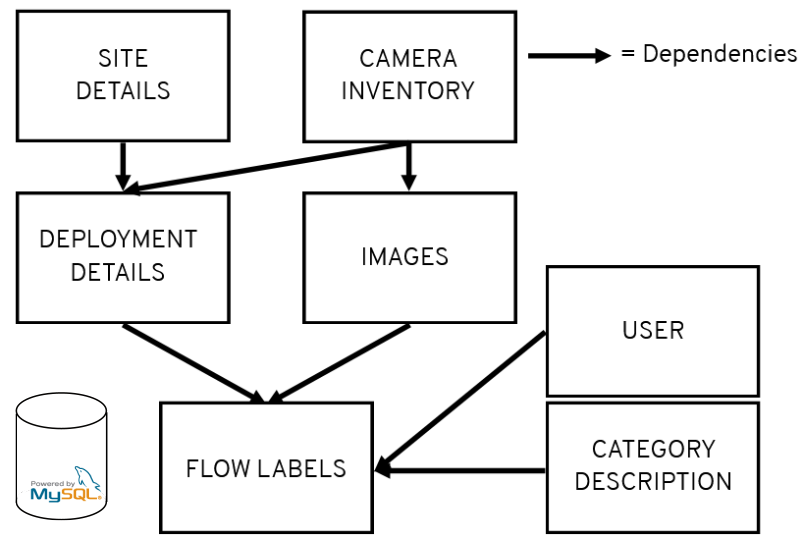 SITE
DETAILS
CAMERA
INVENTORY
= Dependencies
DEPLOYMENT
DETAILS
IMAGES
USER
FLOW LABELS
CATEGORY
DESCRIPTION
Powered by
MySQL®